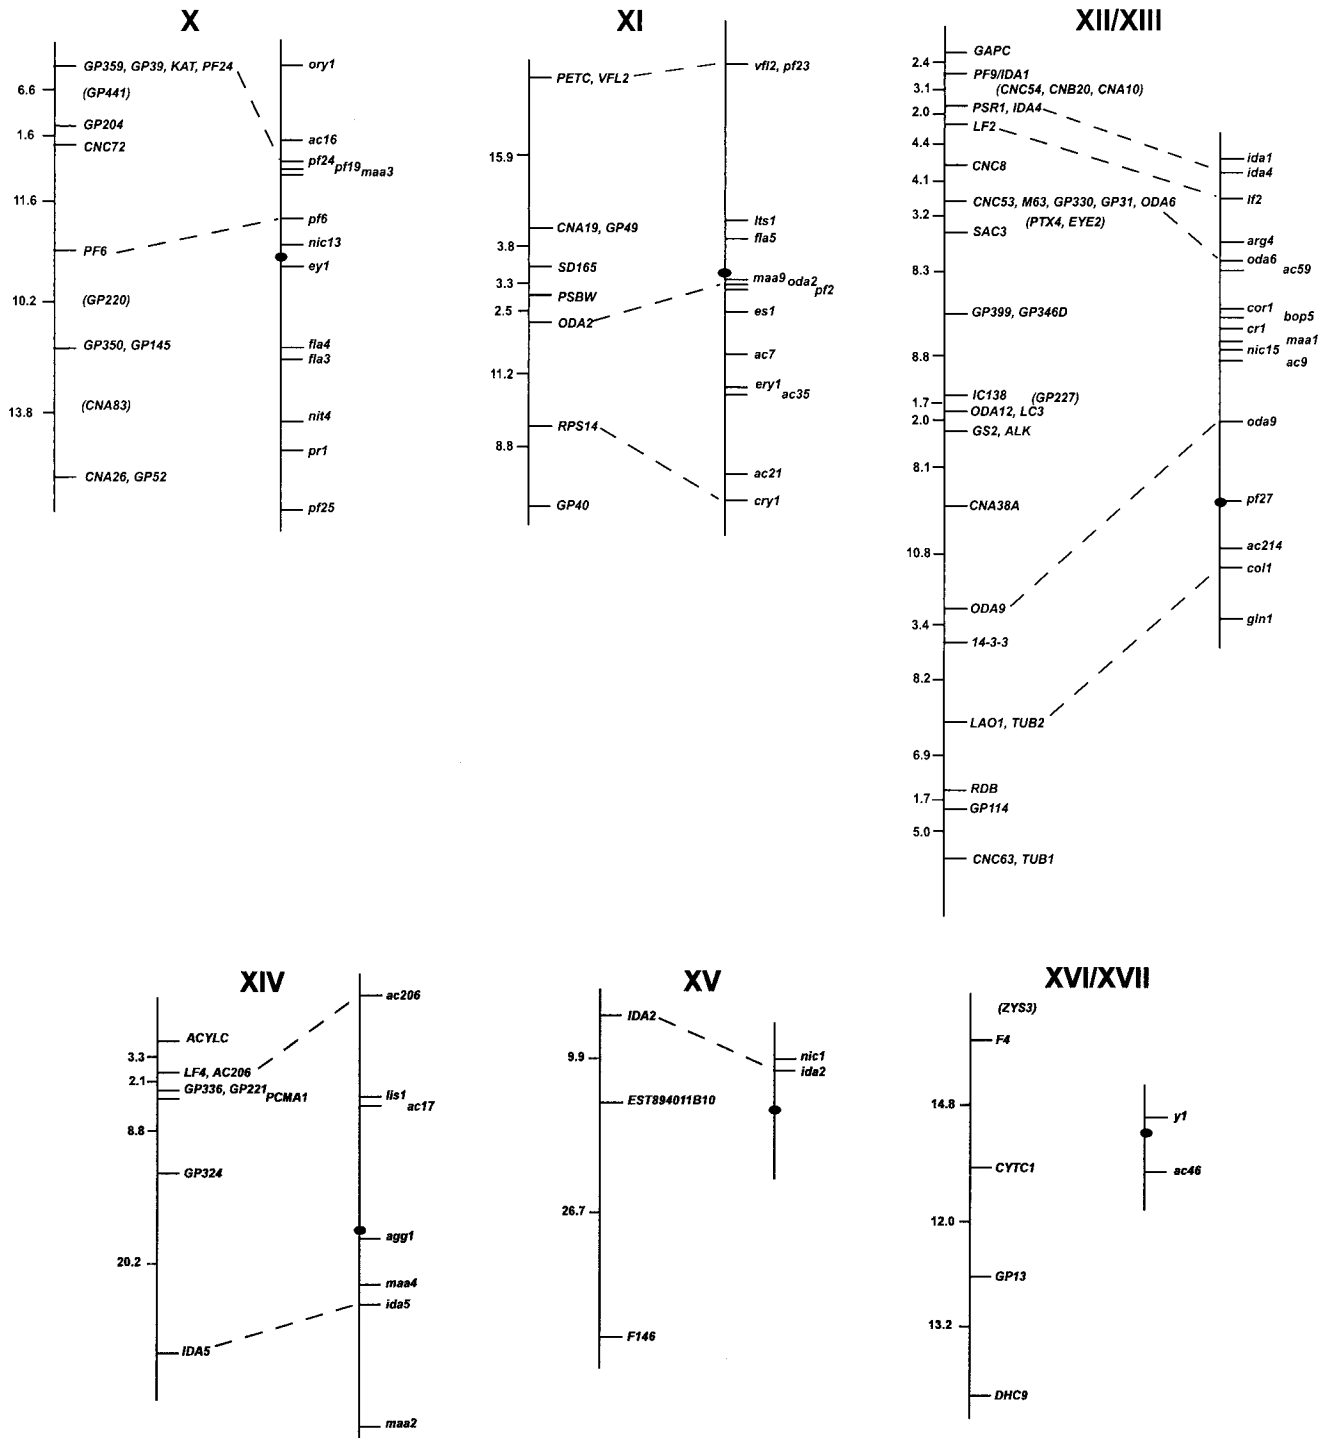 X
GP359, GP39, KAT, PF24
6.6
(GP441)
GP204
1.6
CNC72
11.6
PF6
10.2
(GP220)
GP350, GP145
13.8
(CNA83)
CNA26, GP52
ory1
ac16
pf24
pf19
maa3
pf6
nic13
ey1
fla4
fla3
nit4
pr1
pf25
XI
PETC, VFL2
15.9
CNA19, GP49
3.8
SD165
3.3
PSBW
2.5
ODA2
11.2
RPS14
8.8
GP40
vfl2, pf23
lts1
fla5
maa9
oda2
pf2
es1
ac7
ery1
ac35
ac21
cry1
XII/XIII
GAPC
2.4
PF9/IDA1
3.1
(CNC54, CNB20, CNA10)
PSR1, IDA4
2.0
LF2
4.4
CNC8
4.1
CNC53, M63, GP330, GP31, ODA6
3.2
(PTX4, EYE2)
SAC3
8.3
GP399, GP346D
8.8
IC138
(GP227)
1.7
ODA12, LC3
2.0
GS2, ALK
8.1
CNA38A
10.8
ODA9
3.4
14-3-3
8.2
LAO1, TUB2
6.9
RDB
1.7
GP114
5.0
CNC63, TUB1
ida1
ida4
lf2
arg4
oda6
ac59
cor1
bop5
cr1
maa1
nic15
ac9
oda9
pf27
ac214
col1
gln1
XIV
ACYLC
3.3
LF4, AC206
2.1
GP336, GP221
PCMA1
8.8
GP324
20.2
IDA5
ac206
lis1
ac17
agg1
maa4
ida5
maa2
XV
IDA2
9.9
EST894011B10
26.7
F146
nic1
ida2
XVI/XVII
(ZYS3)
F4
14.8
CYTC1
12.0
GP13
13.2
DHC9
y1
ac46